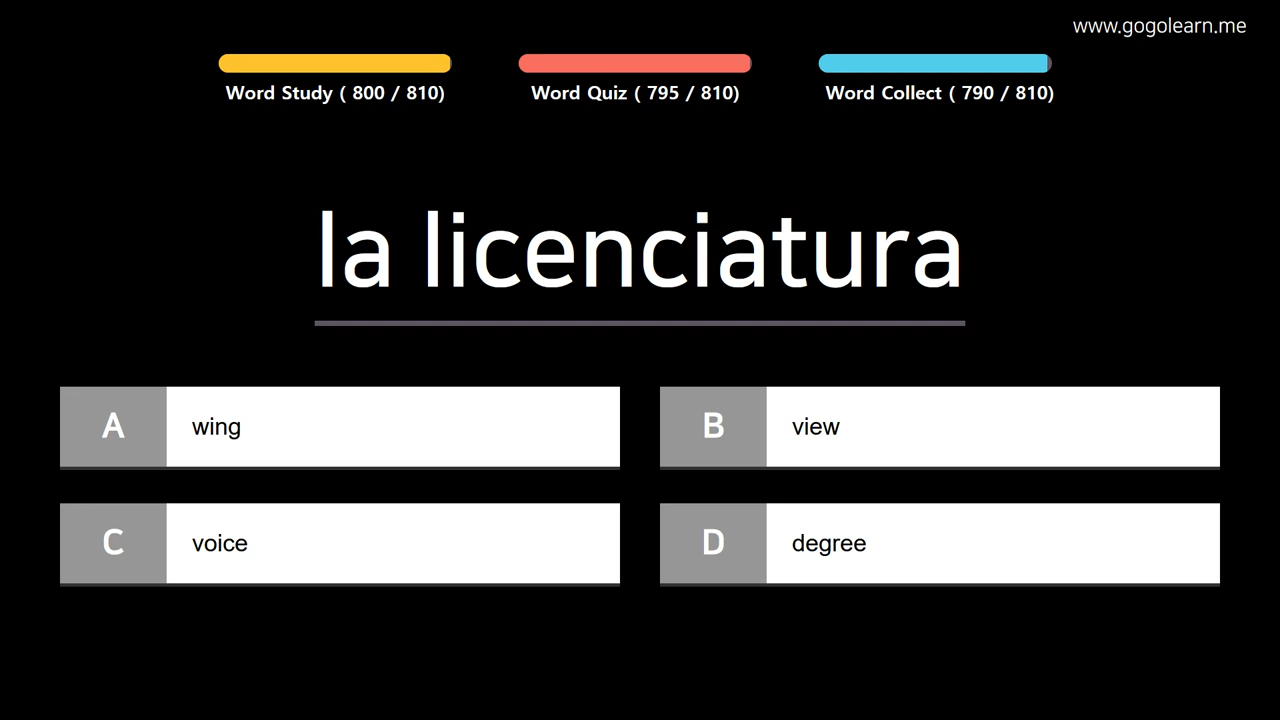 www.gogolearn.me
Word Study ( 800 / 810)
Word Quiz ( 795 / 810)
Word Collect ( 790 / 810)
la licenciatura
A wing
B view
C voice
D degree